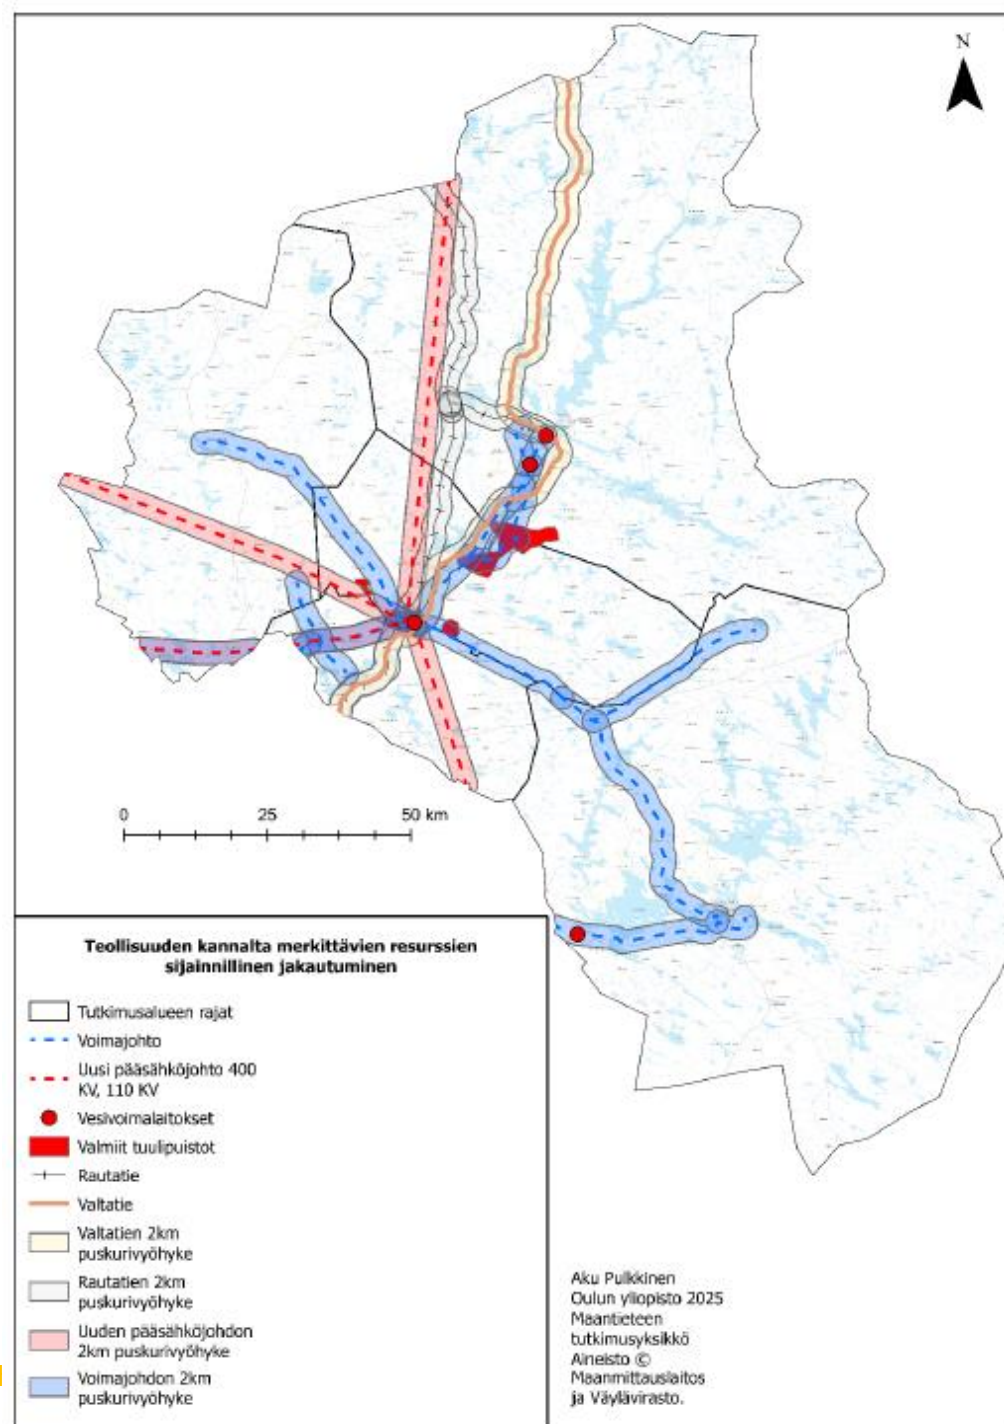 N
0 25 50 km
Teollisuuden kannalta merkittävien resurssien
sijainnillinen jakautuminen
Tutkimusalueen rajat
Voimajohto
Uusi pääsähköjohto 400
KV, 110 KV
Vesivoimalaitokset
Valmiit tuulipuistot
Rautatie
Valtatie
Valtatien 2km
puskurivyöhyke
Rautatien 2km
puskurivyöhyke
Uuden pääsähköjohdon
2km puskurivyöhyke
Voimajohdon 2km
puskurivyöhyke
Aku Pulkkinen
Oulun yliopisto 2025
Maantieteen
tutkimusyksikkö
Aineisto ©
Maanmittauslaitos
ja Väylävirasto.